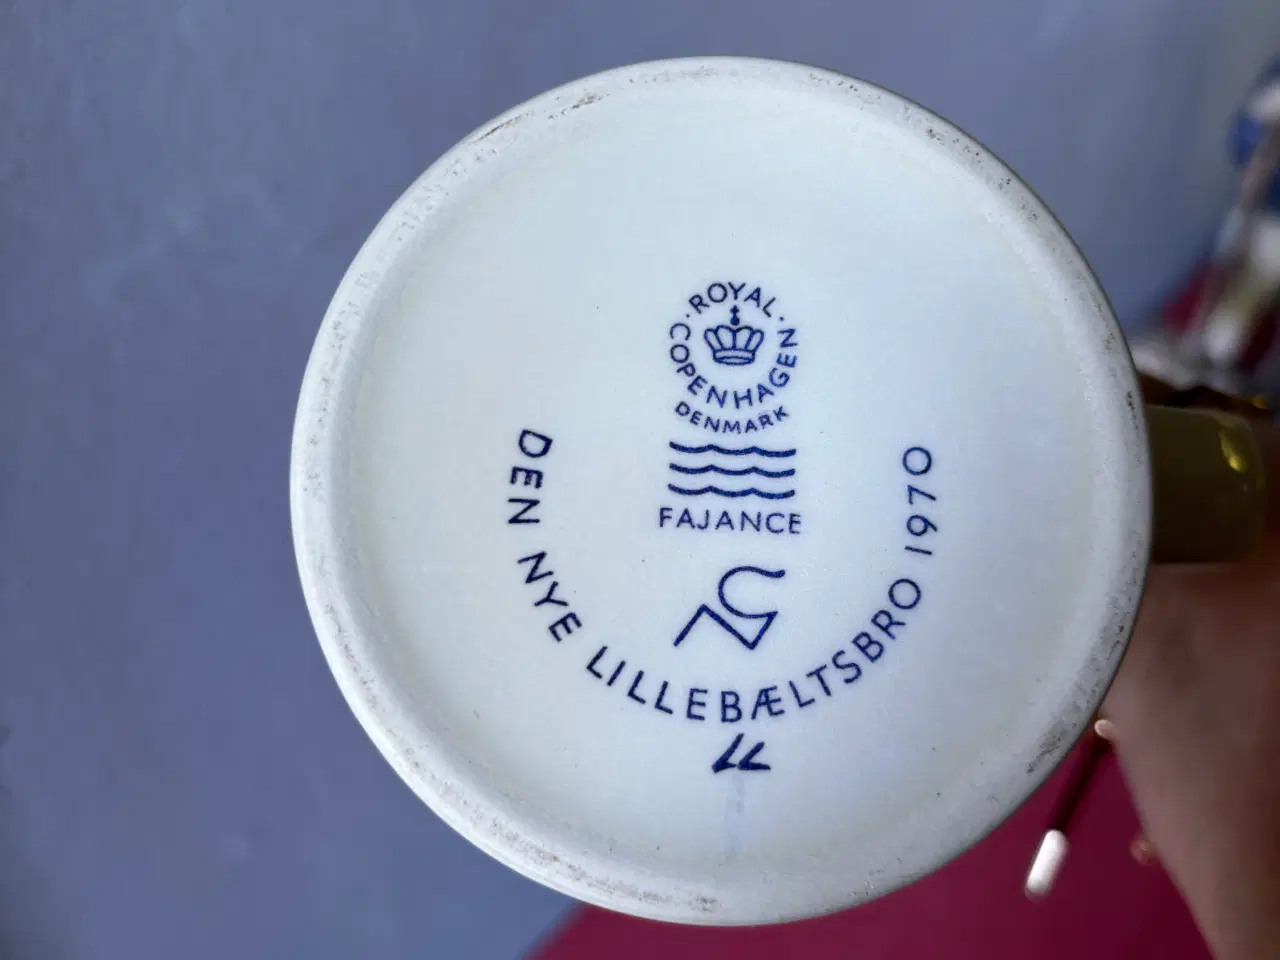 ROYAL
COPENHAGEN
DENMARK
FAJANCE
DEN NYE LILLEBÆLTSBRO 1970